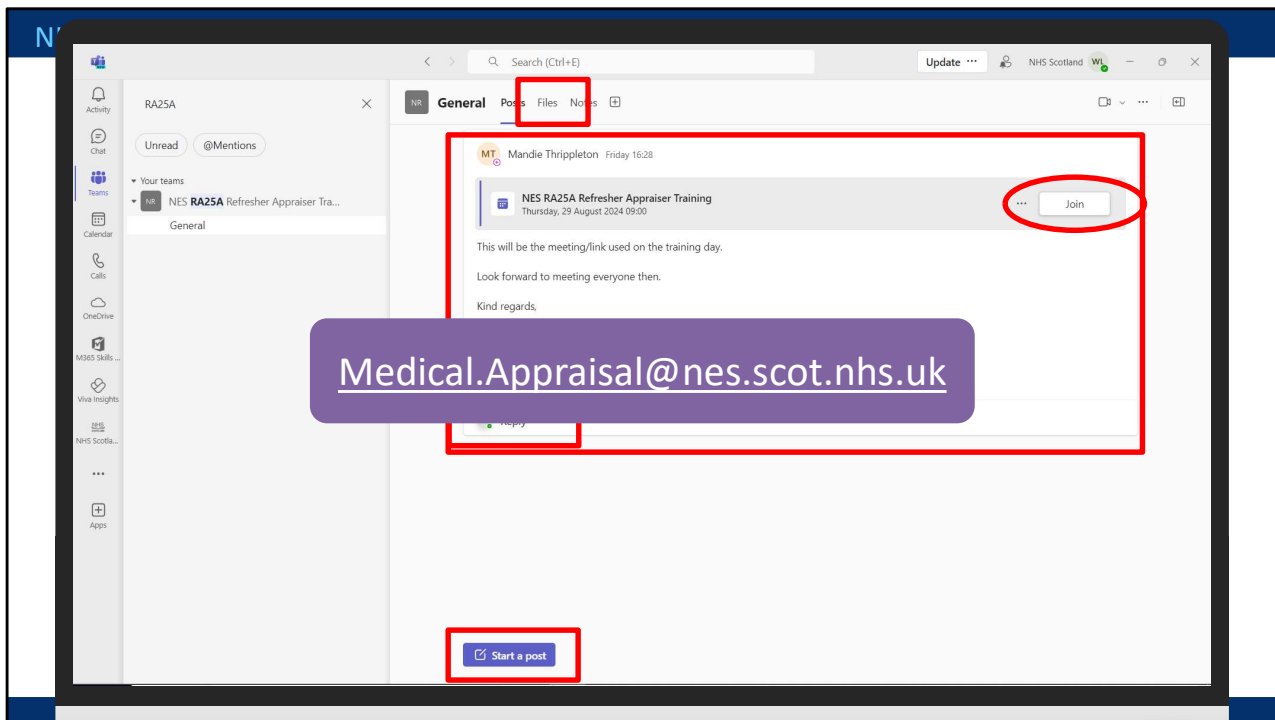 Search (Ctrl+E)
Update ...
NHS Scotland
WL
Activity
Chat
Teams
Calendar
Calls
OneDrive
M365 Skills ...
Viva Insights
NHS
NHS Scotla...
Apps
RA25A
Unread
@Mentions
Your teams
NR
NES RA25A Refresher Appraiser Tra...
General
NR
General Posts Files Notes
MT
Mandie Thrippleton Friday 16:28
NES RA25A Refresher Appraiser Training
Thursday, 29 August 2024 09:00
... Join
This will be the meeting/link used on the training day.
Look forward to meeting everyone then.
Kind regards,
Medical.Appraisal@nes.scot.nhs.uk
Reply
Start a post